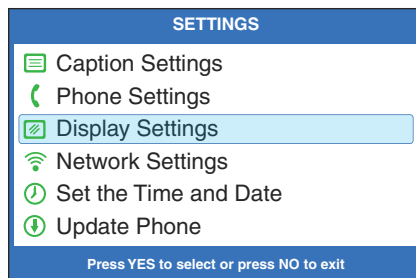 SETTINGS
Caption Settings
Phone Settings
Display Settings
Network Settings
Set the Time and Date
Update Phone
Press YES to select or press NO to exit